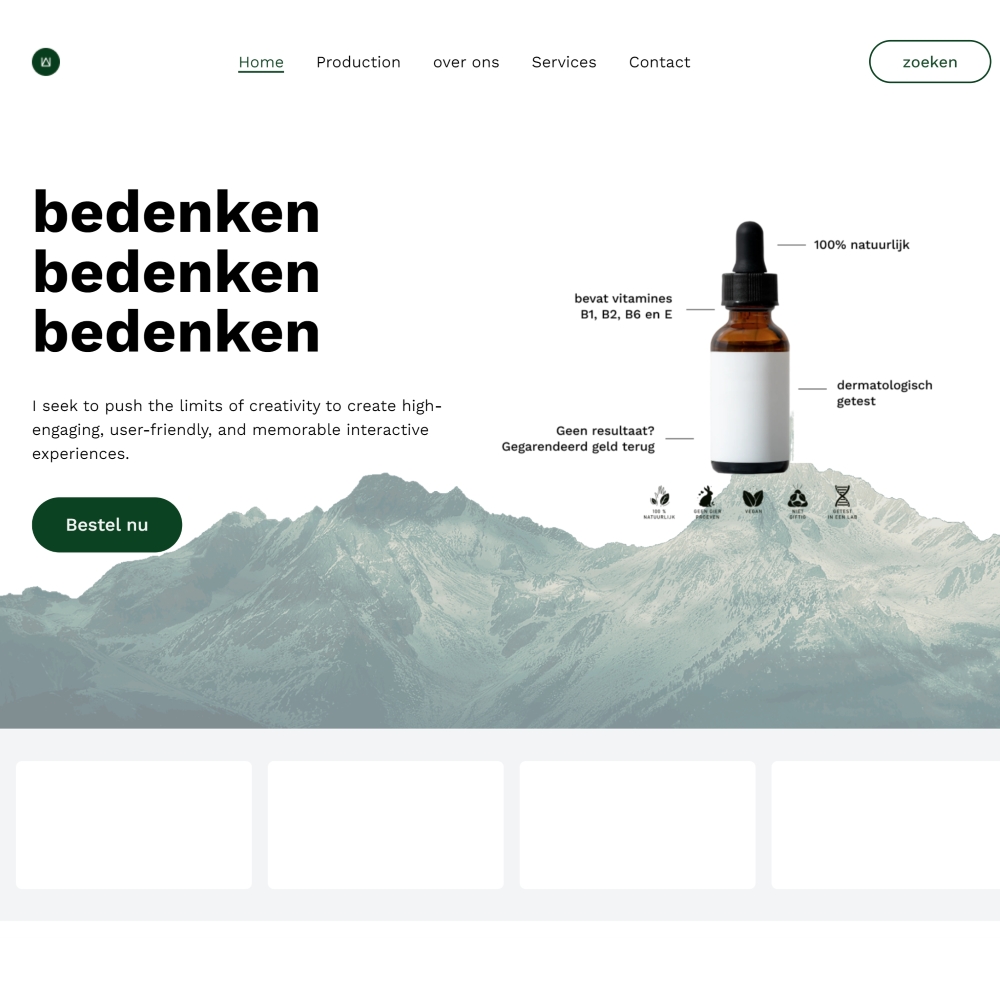 Home
Production
over ons
Services
Contact
zoeken
bedenken
bedenken
bedenken
I seek to push the limits of creativity to create high-
engaging, user-friendly, and memorable interactive
experiences.
Bestel nu
100% natuurlijk
bevat vitamines
B1, B2, B6 en E
dermatologisch
getest
Geen resultaat?
Gegarendeerd geld terug
100 %
NATUURLIJK
GEEN DIER
VEGAN
NIET
GIFTIG
GETEST
IN EEN LAB